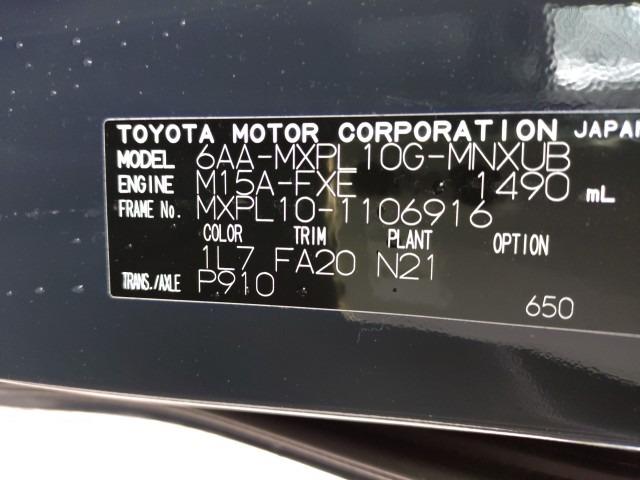 TOYOTA MOTOR CORPORATION JAPAN
MODEL 6AA-MXPL10G-MNXUB
ENGINE M15A-FXE 1490 mL
FRAME No. MXPL10-1106916
COLOR TRIM PLANT OPTION
1L7 FA20 N21
TRANS./AXLE P910
650